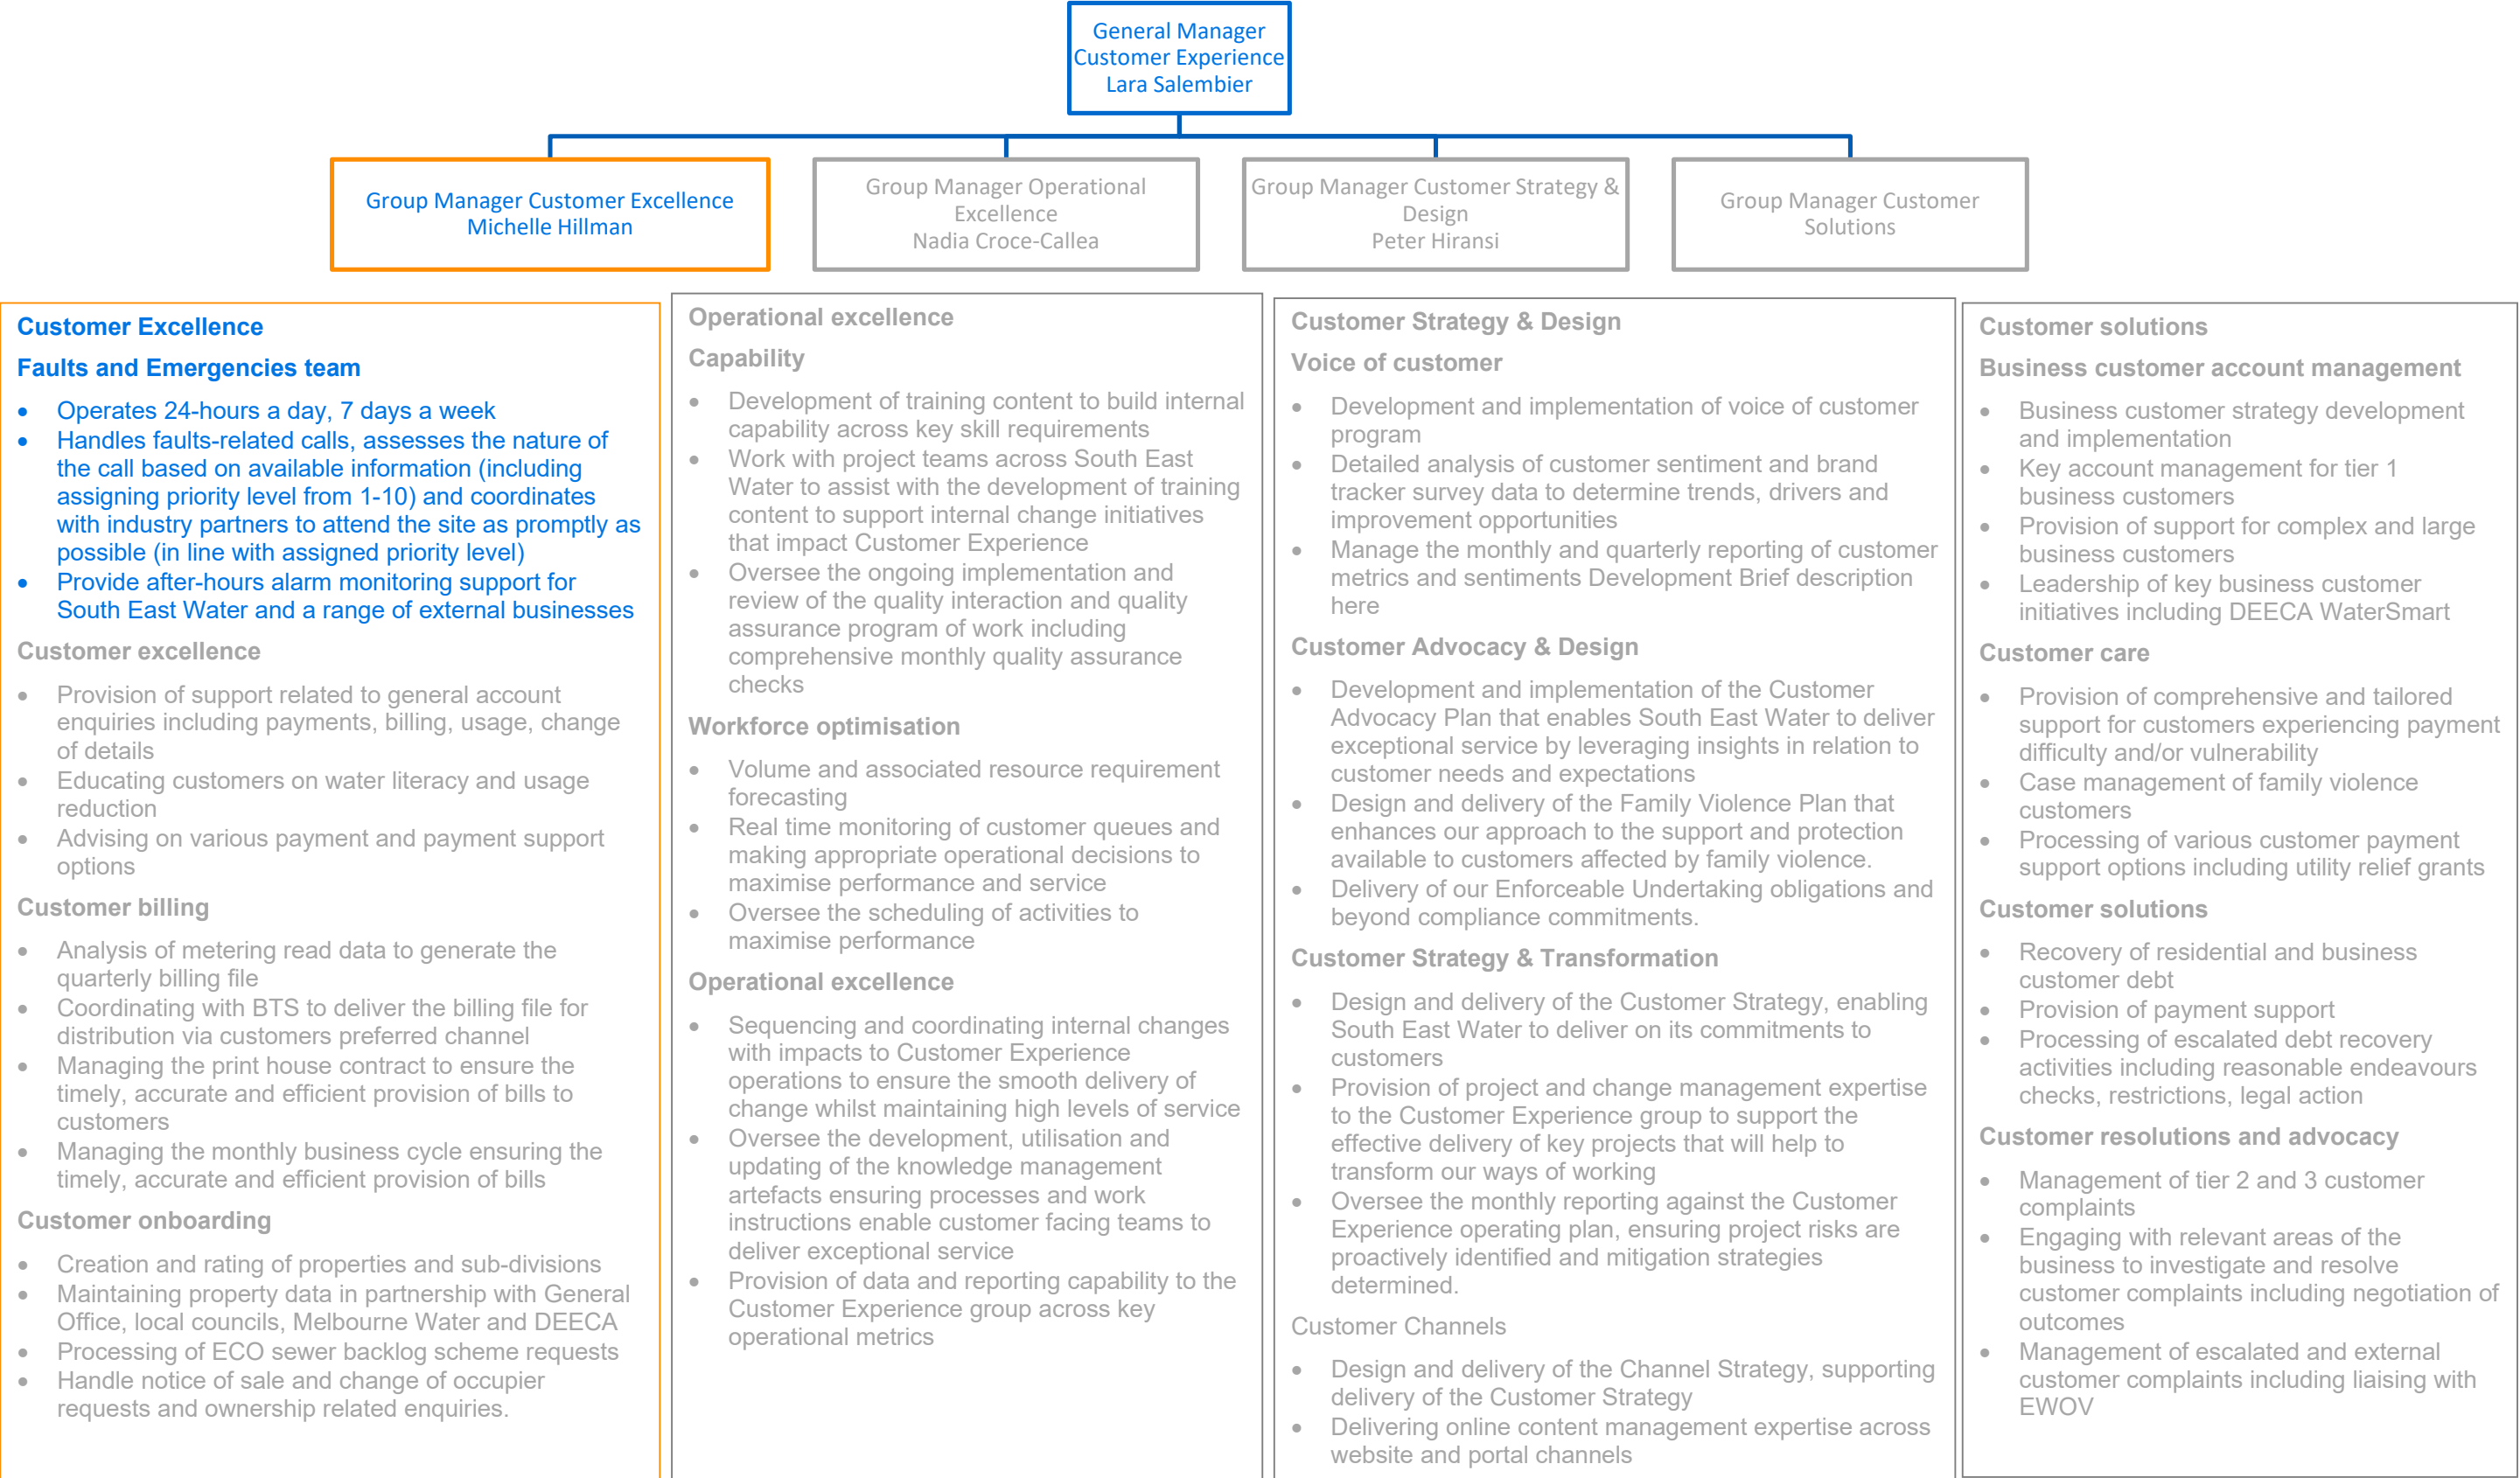 General Manager
Customer Experience
Lara Salembier
Group Manager Customer Excellence
Michelle Hillman
Group Manager Operational
Excellence
Nadia Croce-Callea
Group Manager Customer Strategy &
Design
Peter Hiransi
Group Manager Customer
Solutions
Customer Excellence
Faults and Emergencies team
• Operates 24-hours a day, 7 days a week
• Handles faults-related calls, assesses the nature of
the call based on available information (including
assigning priority level from 1-10) and coordinates
with industry partners to attend the site as promptly as
possible (in line with assigned priority level)
• Provide after-hours alarm monitoring support for
South East Water and a range of external businesses
Customer excellence
• Provision of support related to general account
enquiries including payments, billing, usage, change
of details
• Educating customers on water literacy and usage
reduction
• Advising on various payment and payment support
options
Customer billing
• Analysis of metering read data to generate the
quarterly billing file
• Coordinating with BTS to deliver the billing file for
distribution via customers preferred channel
• Managing the print house contract to ensure the
timely, accurate and efficient provision of bills to
customers
• Managing the monthly business cycle ensuring the
timely, accurate and efficient provision of bills
Customer onboarding
• Creation and rating of properties and sub-divisions
• Maintaining property data in partnership with General
Office, local councils, Melbourne Water and DEECA
• Processing of ECO sewer backlog scheme requests
• Handle notice of sale and change of occupier
requests and ownership related enquiries.
Operational excellence
Capability
• Development of training content to build internal
capability across key skill requirements
• Work with project teams across South East
Water to assist with the development of training
content to support internal change initiatives
that impact Customer Experience
• Oversee the ongoing implementation and
review of the quality interaction and quality
assurance program of work including
comprehensive monthly quality assurance
checks
Workforce optimisation
• Volume and associated resource requirement
forecasting
• Real time monitoring of customer queues and
making appropriate operational decisions to
maximise performance and service
• Oversee the scheduling of activities to
maximise performance
Operational excellence
• Sequencing and coordinating internal changes
with impacts to Customer Experience
operations to ensure the smooth delivery of
change whilst maintaining high levels of service
• Oversee the development, utilisation and
updating of the knowledge management
artefacts ensuring processes and work
instructions enable customer facing teams to
deliver exceptional service
• Provision of data and reporting capability to the
Customer Experience group across key
operational metrics
Customer Strategy & Design
Voice of customer
• Development and implementation of voice of customer
program
• Detailed analysis of customer sentiment and brand
tracker survey data to determine trends, drivers and
improvement opportunities
• Manage the monthly and quarterly reporting of customer
metrics and sentiments Development Brief description
here
Customer Advocacy & Design
• Development and implementation of the Customer
Advocacy Plan that enables South East Water to deliver
exceptional service by leveraging insights in relation to
customer needs and expectations
• Design and delivery of the Family Violence Plan that
enhances our approach to the support and protection
available to customers affected by family violence.
• Delivery of our Enforceable Undertaking obligations and
beyond compliance commitments.
Customer Strategy & Transformation
• Design and delivery of the Customer Strategy, enabling
South East Water to deliver on its commitments to
customers
• Provision of project and change management expertise
to the Customer Experience group to support the
effective delivery of key projects that will help to
transform our ways of working
• Oversee the monthly reporting against the Customer
Experience operating plan, ensuring project risks are
proactively identified and mitigation strategies
determined.
Customer Channels
• Design and delivery of the Channel Strategy, supporting
delivery of the Customer Strategy
• Delivering online content management expertise across
website and portal channels
Customer solutions
Business customer account management
• Business customer strategy development
and implementation
• Key account management for tier 1
business customers
• Provision of support for complex and large
business customers
• Leadership of key business customer
initiatives including DEECA WaterSmart
Customer care
• Provision of comprehensive and tailored
support for customers experiencing payment
difficulty and/or vulnerability
• Case management of family violence
customers
• Processing of various customer payment
support options including utility relief grants
Customer solutions
• Recovery of residential and business
customer debt
• Provision of payment support
• Processing of escalated debt recovery
activities including reasonable endeavours
checks, restrictions, legal action
Customer resolutions and advocacy
• Management of tier 2 and 3 customer
complaints
• Engaging with relevant areas of the
business to investigate and resolve
customer complaints including negotiation of
outcomes
• Management of escalated and external
customer complaints including liaising with
EWOV